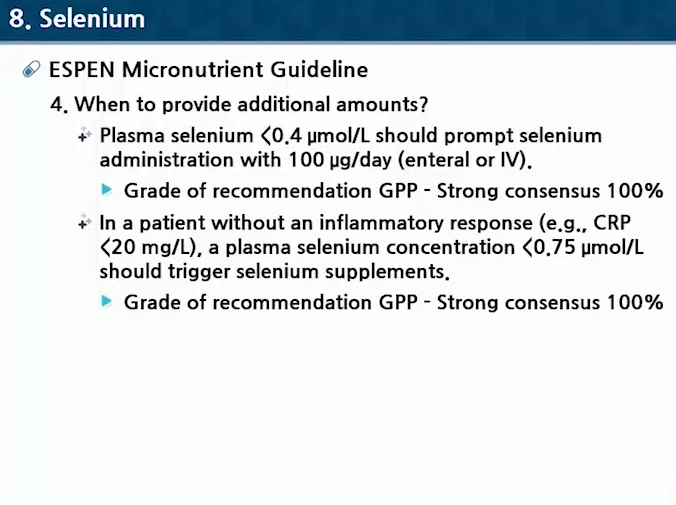 8. Selenium
ESPEN Micronutrient Guideline
4. When to provide additional amounts?
Plasma selenium <0.4 µmol/L should prompt selenium
administration with 100 µg/day (enteral or IV).
Grade of recommendation GPP - Strong consensus 100%
In a patient without an inflammatory response (e.g., CRP
<20 mg/L), a plasma selenium concentration <0.75 µmol/L
should trigger selenium supplements.
Grade of recommendation GPP - Strong consensus 100%